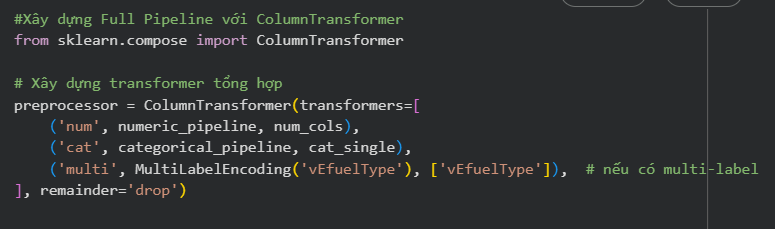 #Xây dựng Full Pipeline với ColumnTransformer
from sklearn.compose import ColumnTransformer
# Xây dựng transformer tổng hợp
preprocessor = ColumnTransformer(transformers=[
('num', numeric_pipeline, num_cols),
('cat', categorical_pipeline, cat_single),
('multi', MultiLabelEncoding('vEfuelType'), ['vEfuelType']),  # nếu có multi-label
], remainder='drop')